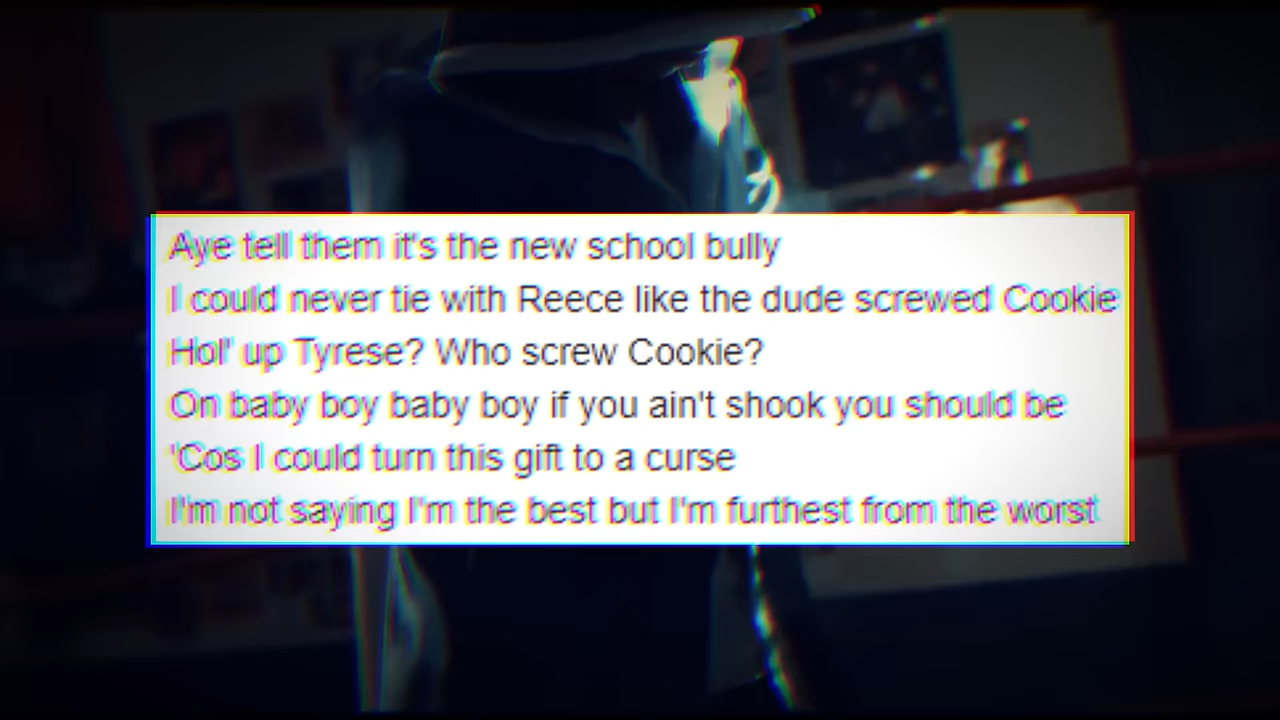 Aye tell them it's the new school bully
I could never tie with Reece like the dude screwed Cookie
Hol' up Tyrese? Who screw Cookie?
On baby boy baby boy if you ain't shook you should be
'Cos I could turn this gift to a curse
I'm not saying I'm the best but I'm furthest from the worst